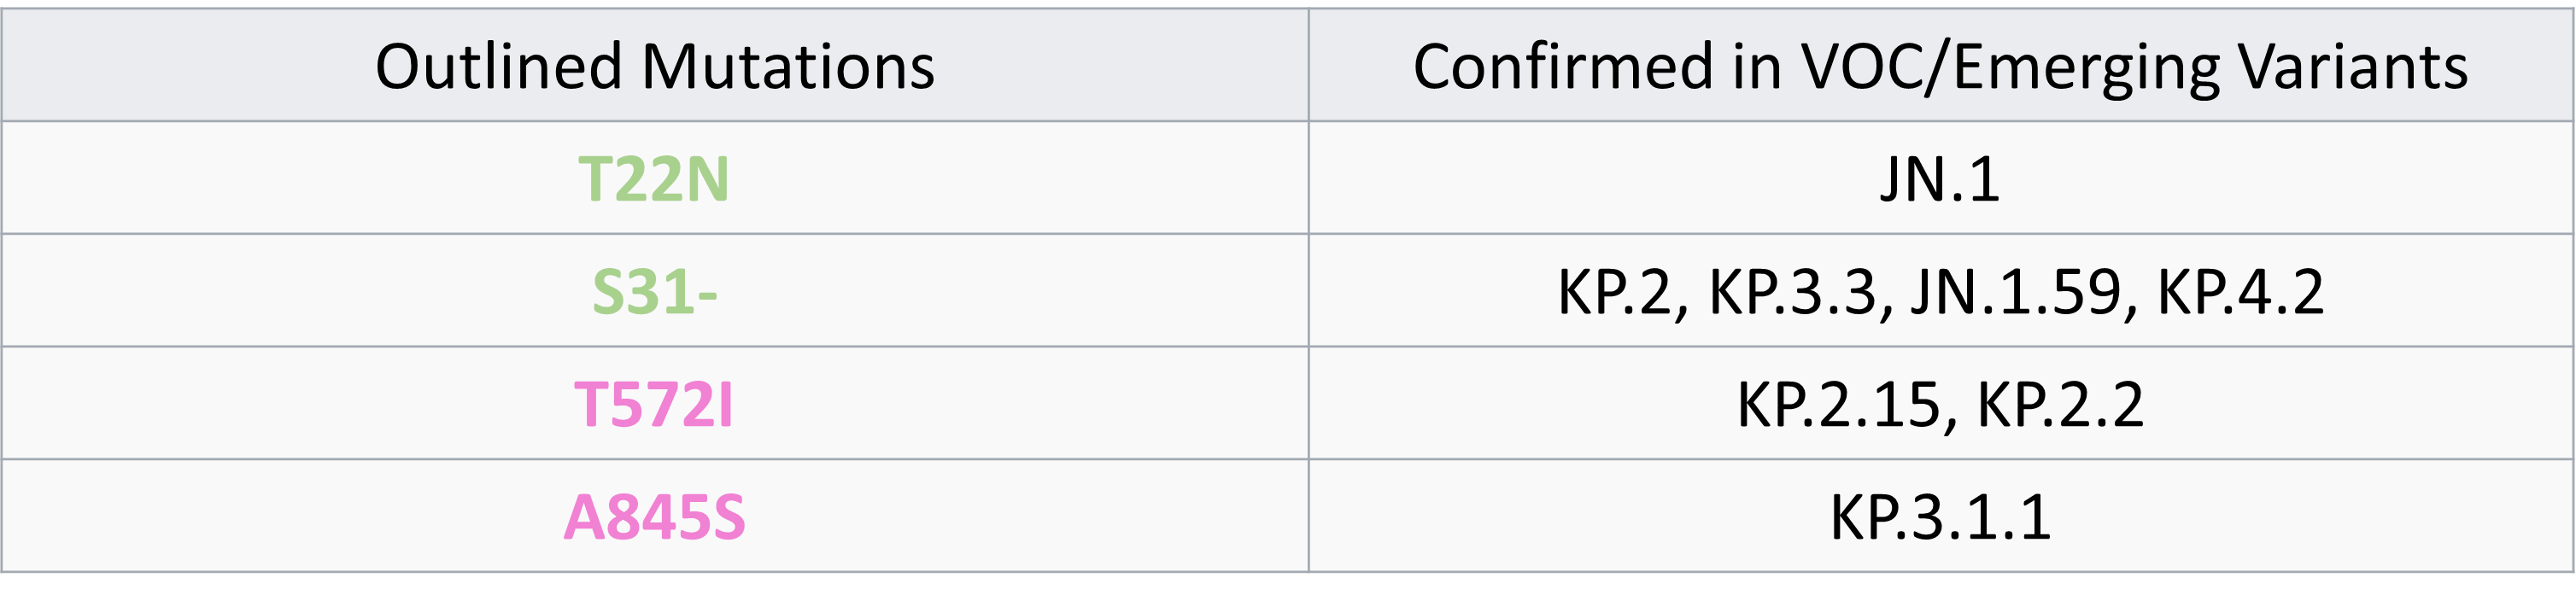 Outlined Mutations
Confirmed in VOC/Emerging Variants
T22N
JN.1
S31-
KP.2, KP.3.3, JN.1.59, KP.4.2
T572I
KP.2.15, KP.2.2
A845S
KP.3.1.1